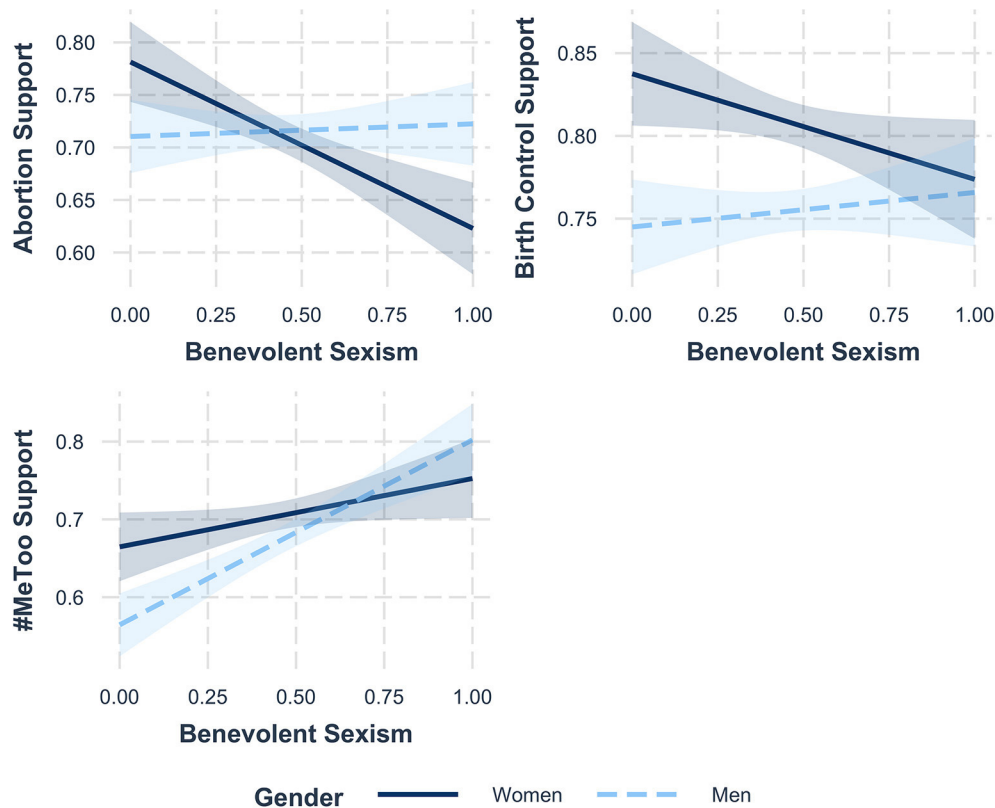 Abortion Support
0.80
0.75
0.70
0.65
0.60
0.00 0.25 0.50 0.75 1.00
Benevolent Sexism
Birth Control Support
0.85
0.80
0.75
0.00 0.25 0.50 0.75 1.00
Benevolent Sexism
#MeToo Support
0.8
0.7
0.6
0.00 0.25 0.50 0.75 1.00
Benevolent Sexism
Gender Women Men